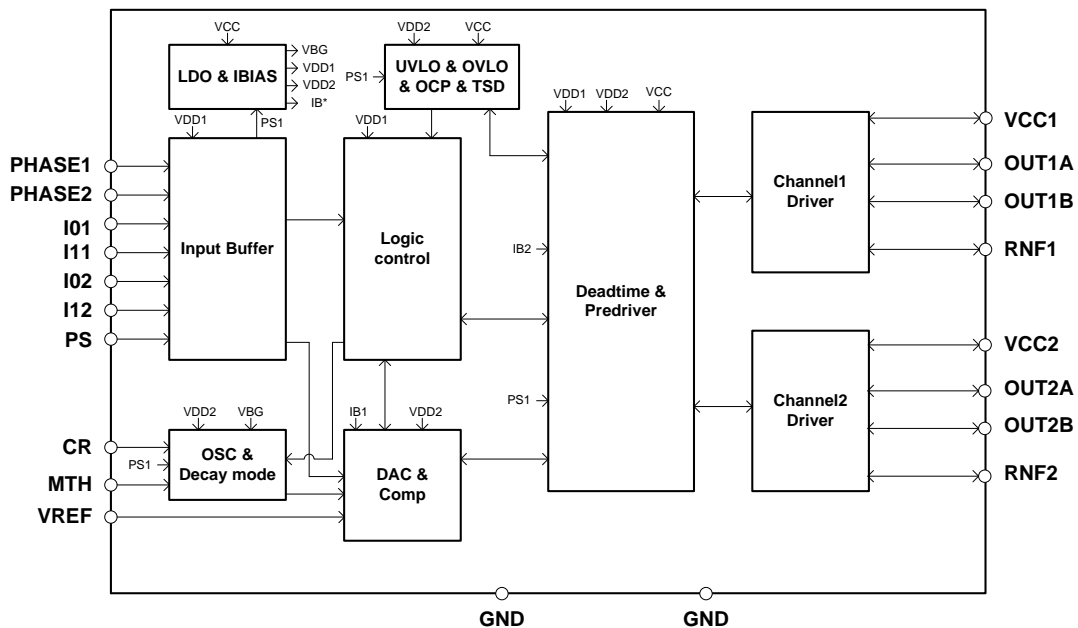 VCC
VBG
VDD1
VDD2
IB*
LDO & IBIAS
PS1
VDD2
VCC
PS1
UVLO & OVLO
& OCP & TSD
VDD1
VDD1
VDD1
VDD2
VCC
PHASE1
PHASE2
I01
I11
I02
I12
PS
Input Buffer
Logic
control
IB2
PS1
Deadtime &
Predriver
Channel1
Driver
VCC1
OUT1A
OUT1B
RNF1
Channel2
Driver
VCC2
OUT2A
OUT2B
RNF2
VDD2
VBG
IB1
VDD2
CR
PS1
MTH
VREF
OSC &
Decay mode
DAC &
Comp
GND
GND